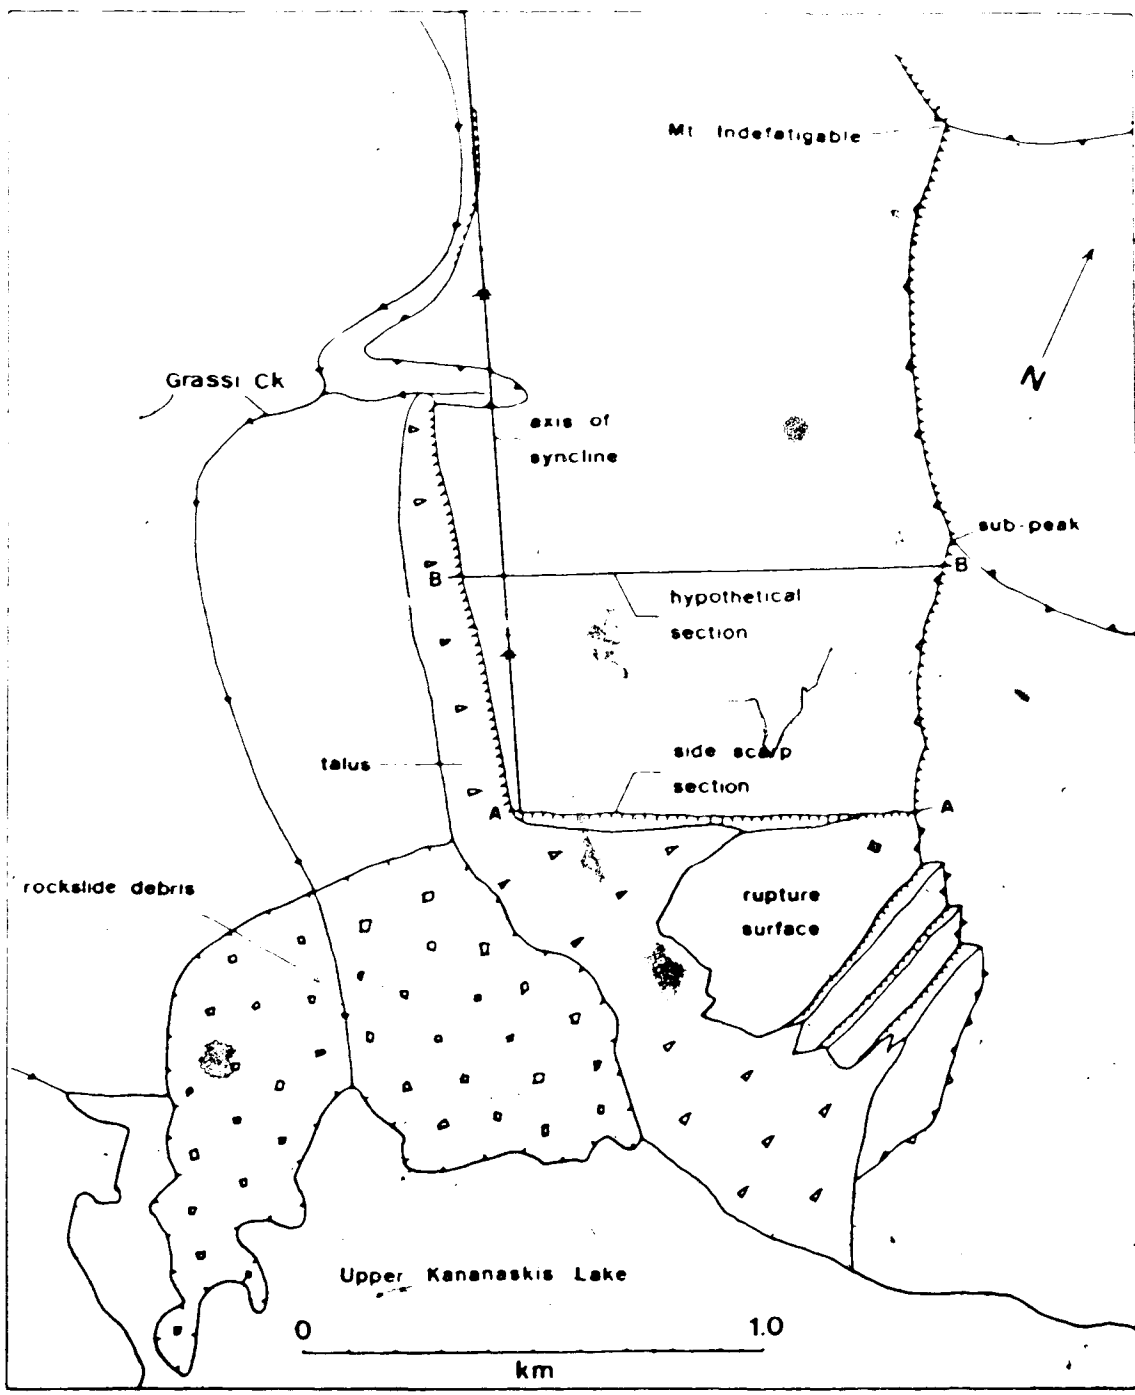 Mt Indefatigable
N
Grassi Ck
axis of
syncline
sub-peak
B
B
hypothetical
section
talus
side scarp
section
A
A
rockslide debris
rupture
surface
Upper Kananaskis Lake
0
1.0
km